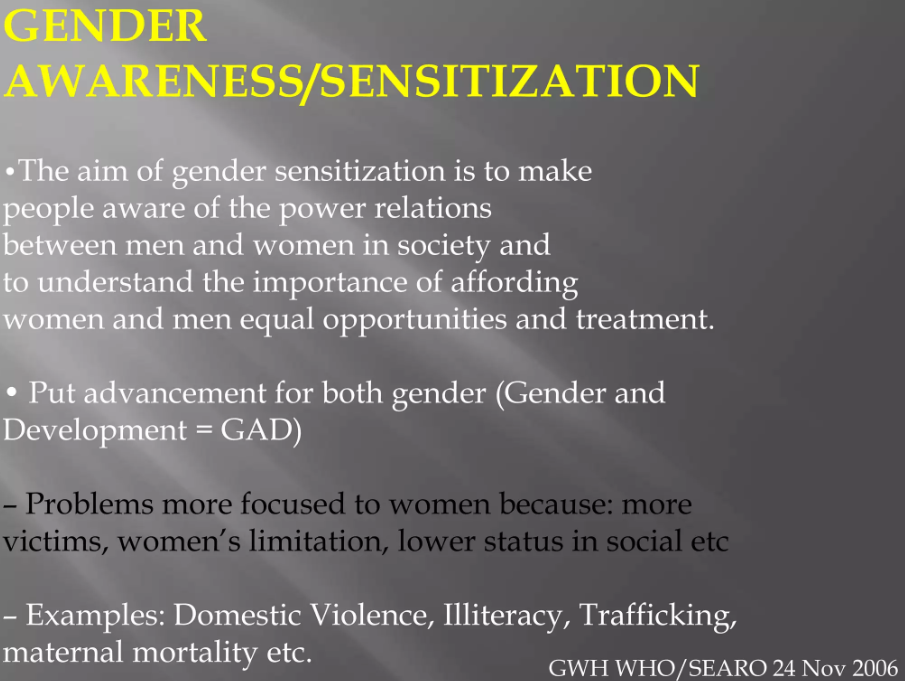 GENDER
AWARENESS/SENSITIZATION
•The aim of gender sensitization is to make
people aware of the power relations
between men and women in society and
to understand the importance of affording
women and men equal opportunities and treatment.
• Put advancement for both gender (Gender and
Development = GAD)
– Problems more focused to women because: more
victims, women’s limitation, lower status in social etc
– Examples: Domestic Violence, Illiteracy, Trafficking,
maternal mortality etc.
GWH WHO/SEARO 24 Nov 2006